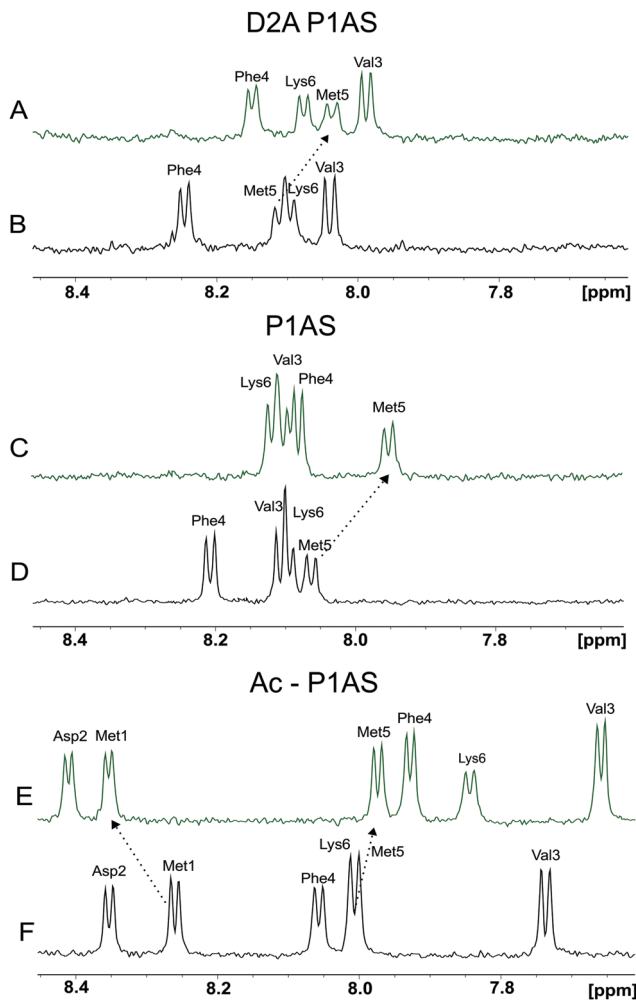 D2A P1AS
A
Phe4 Lys6 Met5 Val3
B
Phe4 Met5 Lys6 Val3
8.4 8.2 8.0 7.8 [ppm]
P1AS
C
Lys6 Val3 Phe4 Met5
D
Phe4 Val3 Lys6 Met5
8.4 8.2 8.0 7.8 [ppm]
Ac - P1AS
E
Asp2 Met1 Met5 Phe4 Lys6 Val3
F
Asp2 Met1 Phe4 Lys6 Met5 Val3
8.4 8.2 8.0 7.8 [ppm]